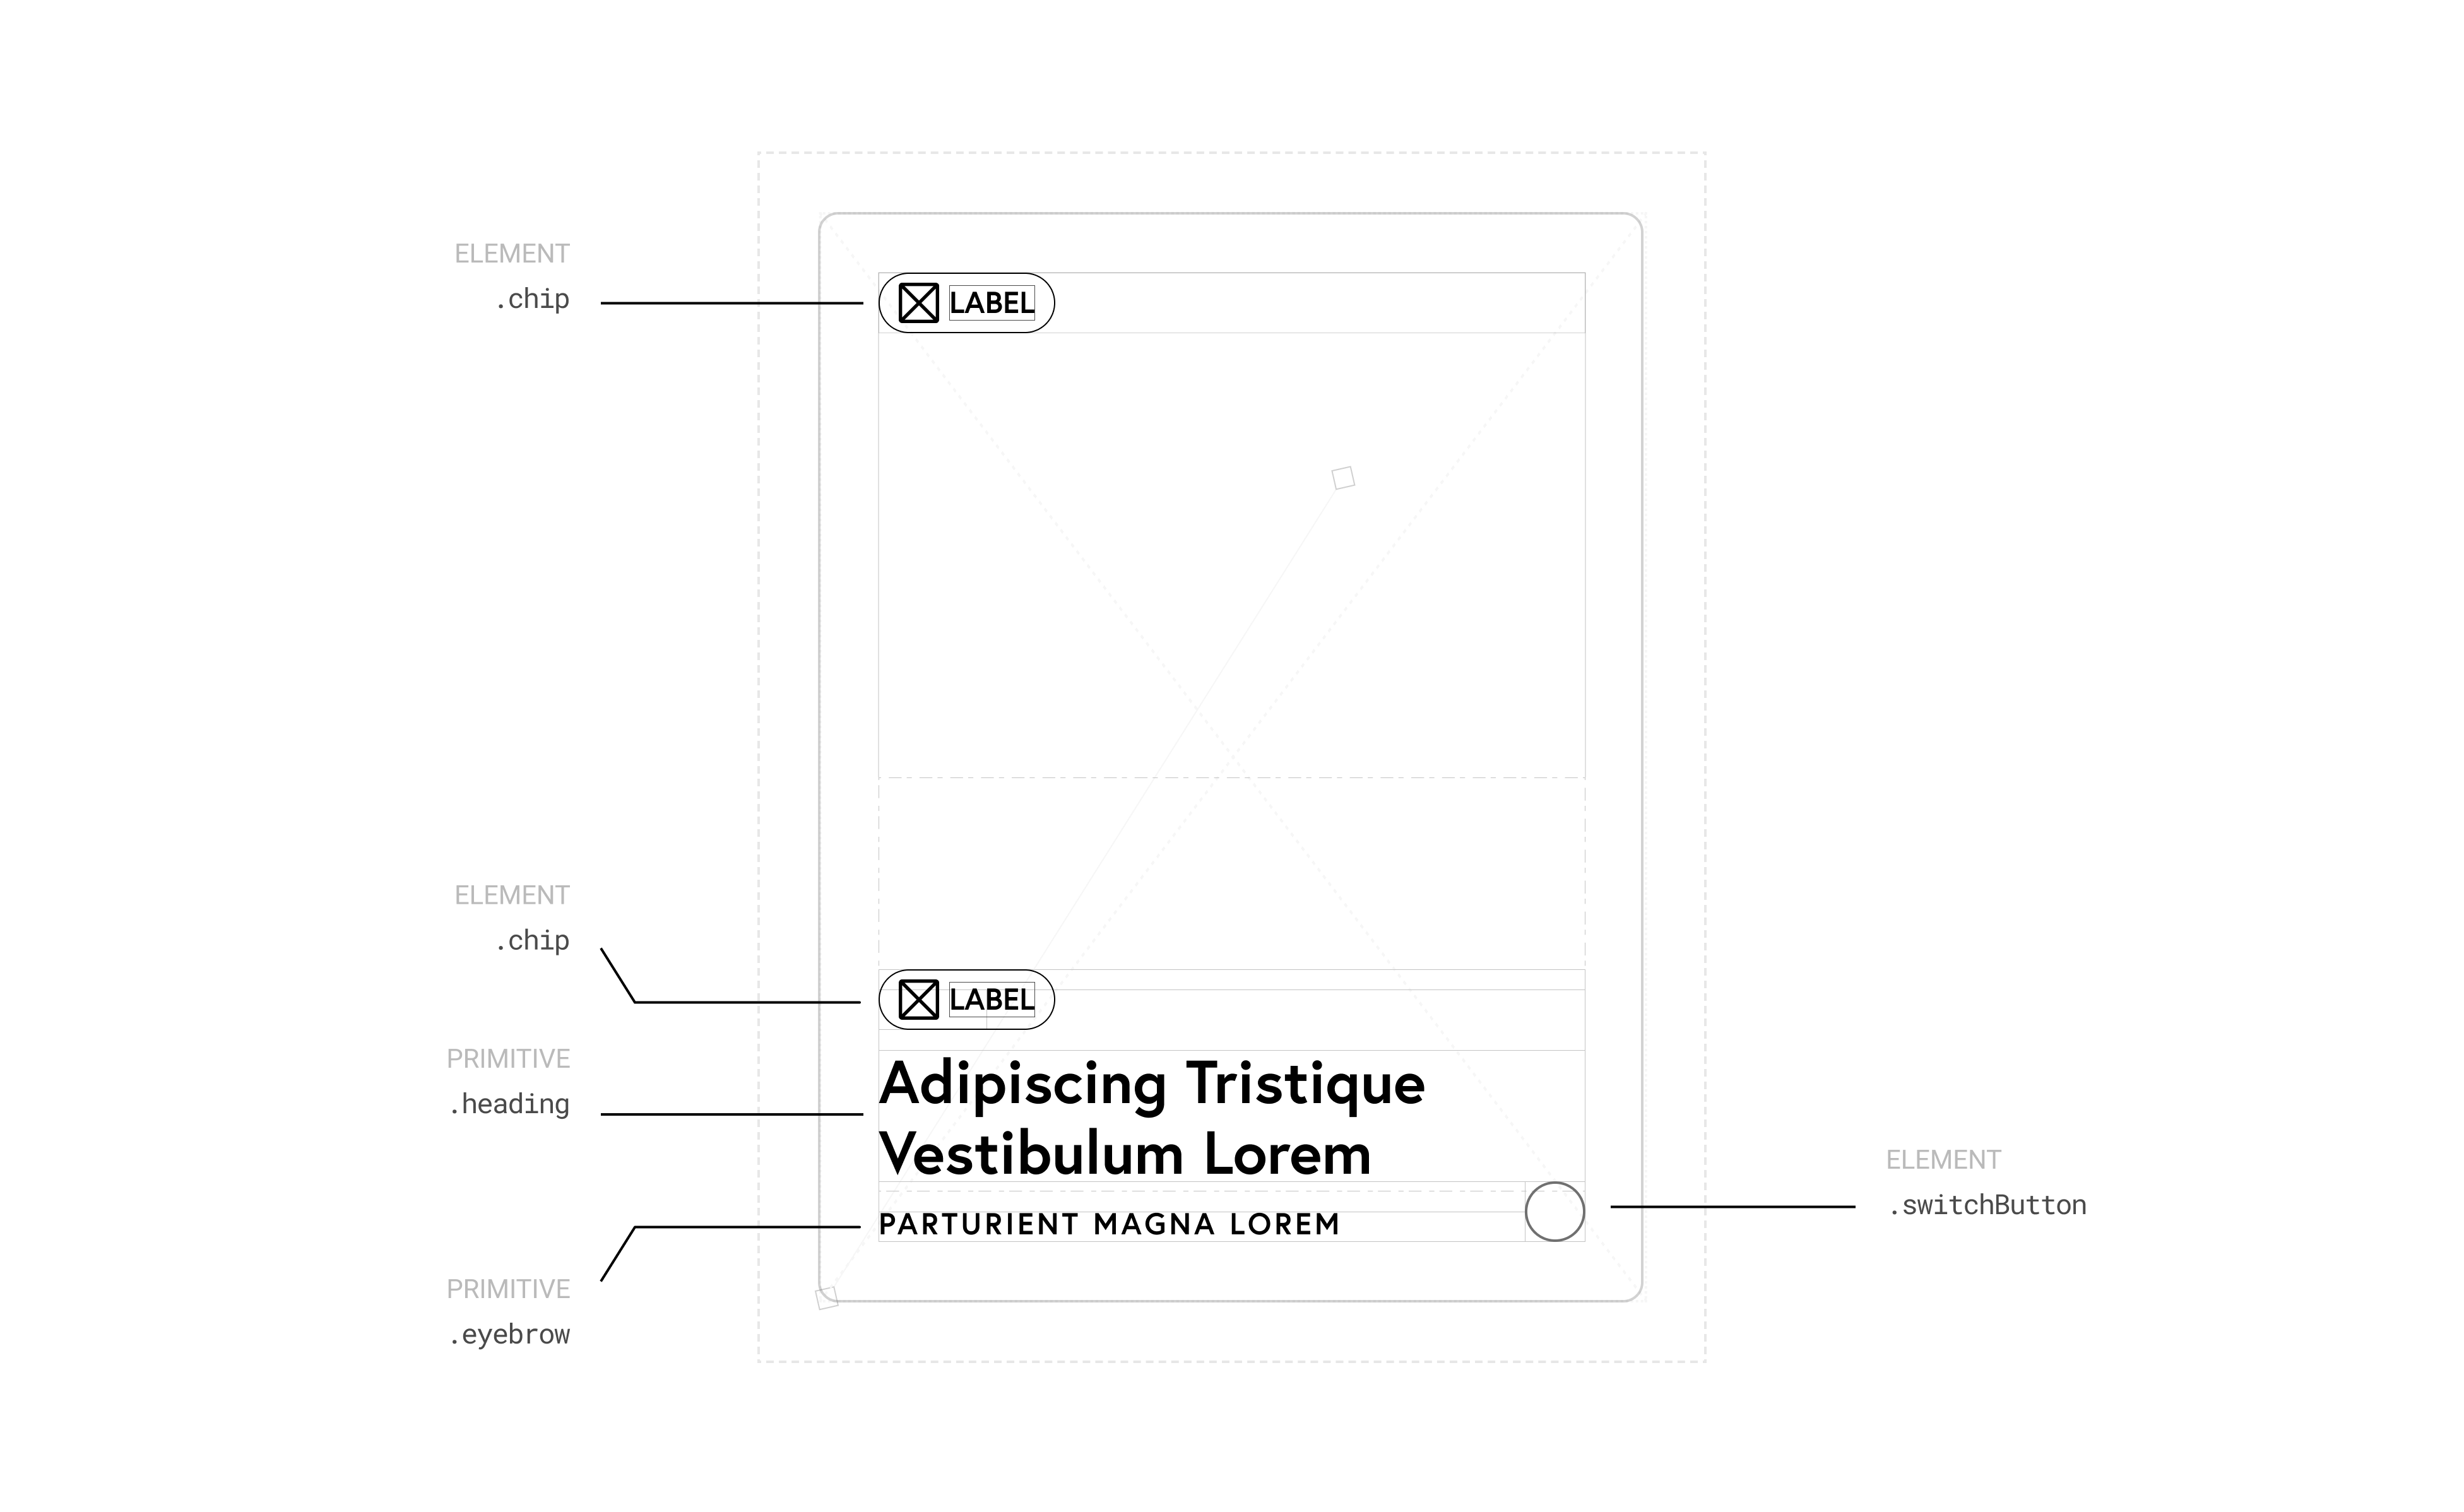 ELEMENT
.chip
LABEL
ELEMENT
.chip
LABEL
PRIMITIVE
.heading
Adipiscing Tristique
Vestibulum Lorem
ELEMENT
.switchButton
PARTURIENT MAGNA LOREM
PRIMITIVE
.eyebrow